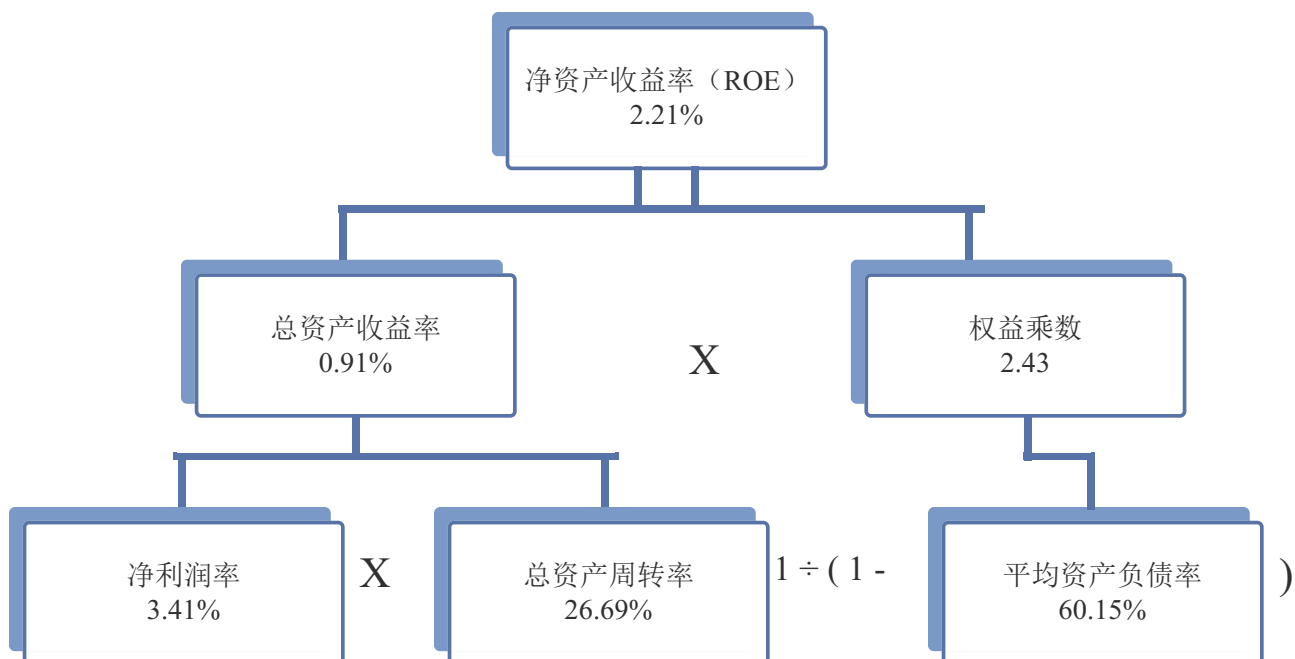 净资产收益率（ROE）
2.21%
总资产收益率
0.91%
X
权益乘数
2.43
净利润率
3.41%
X
总资产周转率
26.69%
1 ÷ ( 1 -
平均资产负债率
60.15%
)